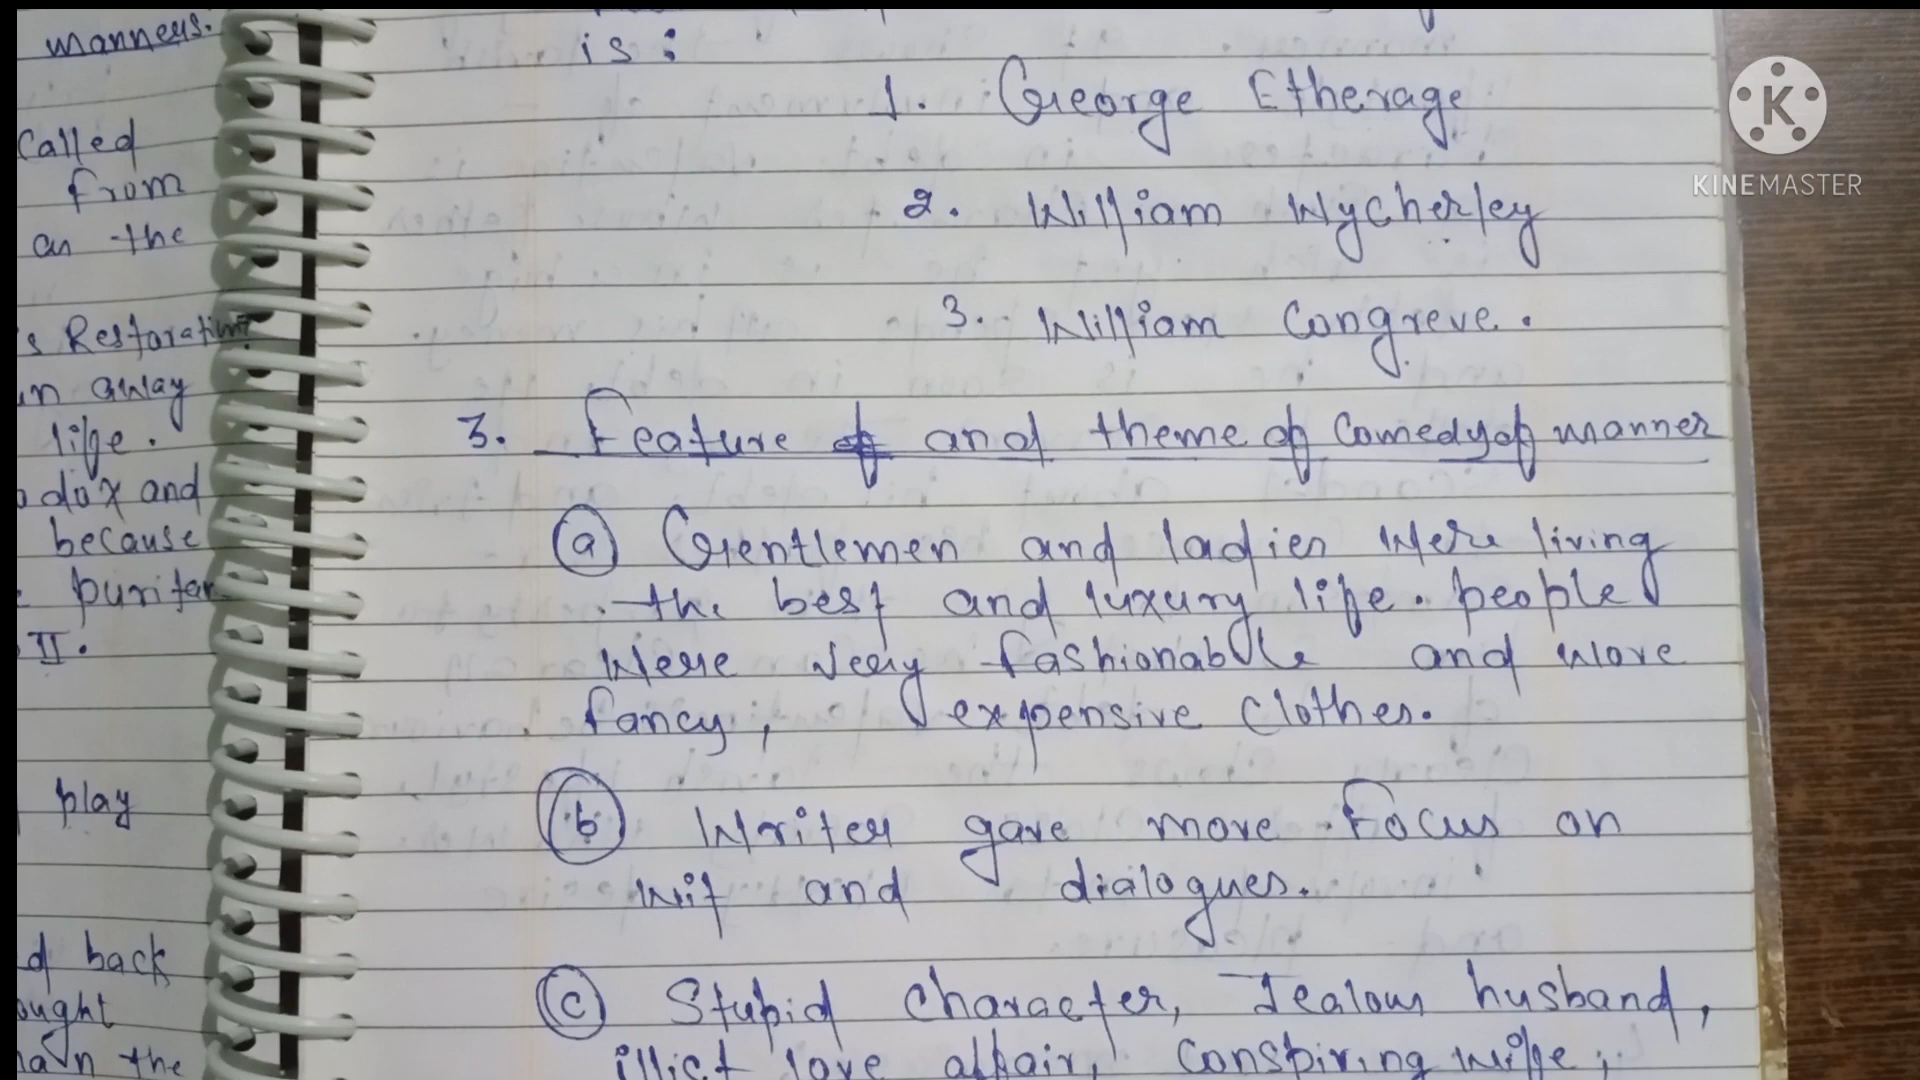 manners.
called
from
as the
s Restoration
un away
life.
dox and
because
puritan
II.
play
d back
ought
the
is :
1. George Etherage
2. William Wycherley
3. William Congreve.
3. Feature of and theme of Comedy of manner
(a) Gentlemen and ladies were living
the best and luxury life. people
were very fashionable and wore
fancy, expensive clothes.
(b) Writer gave more focus on
wit and dialogues.
(c) Stupid character, Jealous husband,
illict love affair, conspiring wife,
K
KINEMASTER